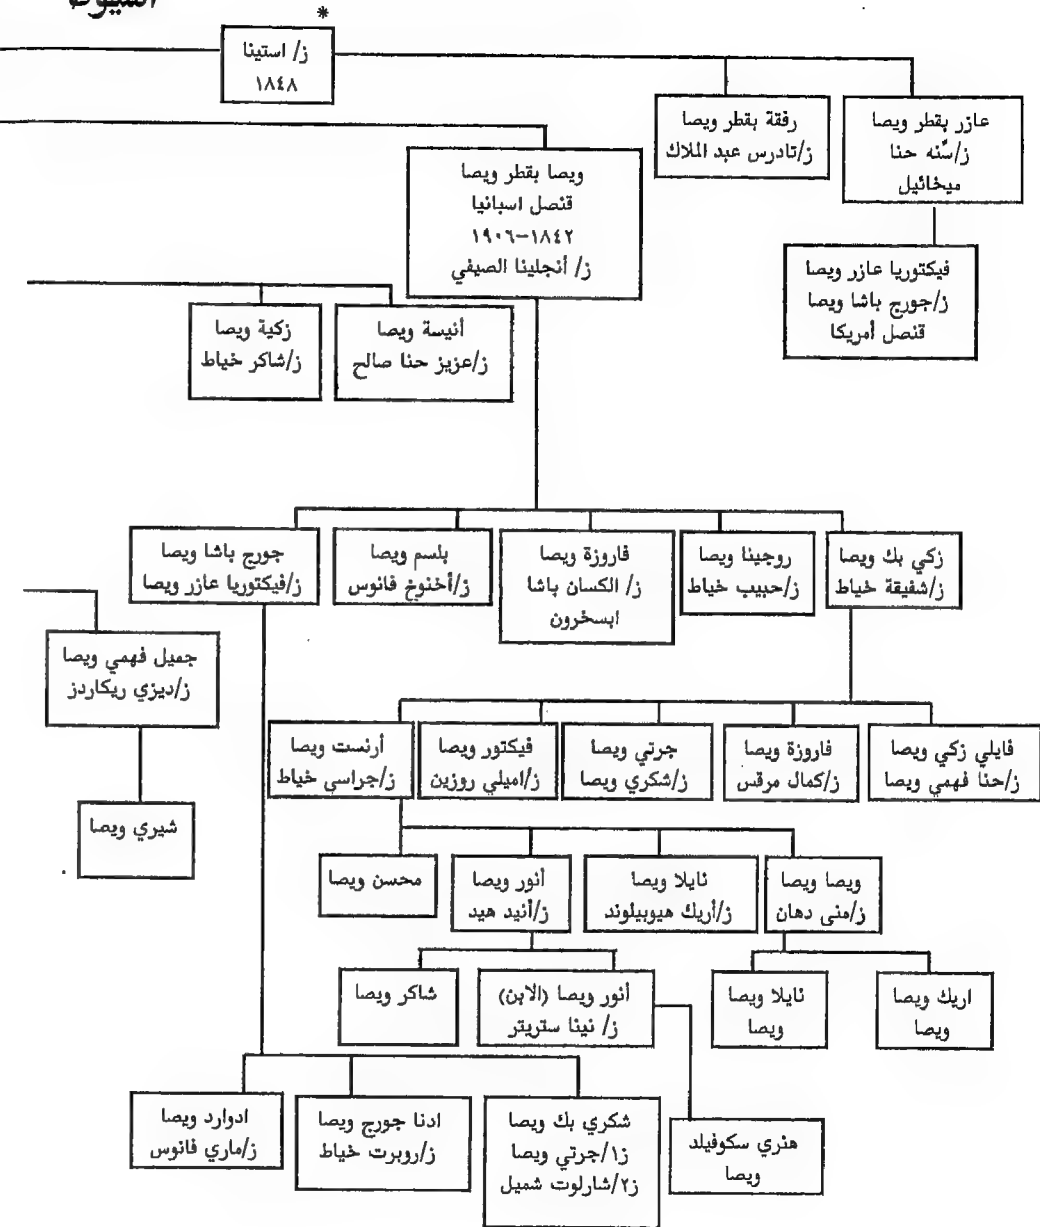 *
ز/ استينا
١٨٤٨
عازر بقطر ويصا
ز/سّنه حنا
ميخائيل
رفقة بقطر ويصا
ز/تادرس عبد الملاك
ويصا بقطر ويصا
قنصل اسبانيا
١٨٤٢-١٩٠٦
ز/ أنجلينا الصيفي
فيكتوريا عازر ويصا
ز/جورج باشا ويصا
قنصل أمريكا
أنيسة ويصا
ز/عزيز حنا صالح
زكية ويصا
ز/شاكر خياط
زكي بك ويصا
ز/شفيقة خياط
روجينا ويصا
ز/حبيب خياط
فاروزة ويصا
ز/ الكسان باشا
ابسخرون
بلسم ويصا
ز/أخنوخ فانوس
جورج باشا ويصا
ز/فيكتوريا عازر ويصا
جميل فهمي ويصا
ز/ديزي ريكاردز
فايلي زكي ويصا
ز/حنا فهمي ويصا
فاروزة ويصا
ز/كمال مرقس
جرتي ويصا
ز/شكري ويصا
فيكتور ويصا
ز/اميلي روزين
أرنست ويصا
ز/جراسي خياط
شيري ويصا
ويصا ويصا
ز/منى دهان
نايلا ويصا
ز/أريك هيوبيلوند
أنور ويصا
ز/أنيد هيد
محسن ويصا
اريك ويصا
ويصا
نايلا ويصا
ويصا
أنور ويصا (الابن)
ز/ نينا ستريتر
شاكر ويصا
هنري سكوفيلد
ويصا
شكري بك ويصا
ز١/جرتي ويصا
ز٢/شارلوت شميل
ادنا جورج ويصا
ز/روبرت خياط
ادوارد ويصا
ز/ماري فانوس